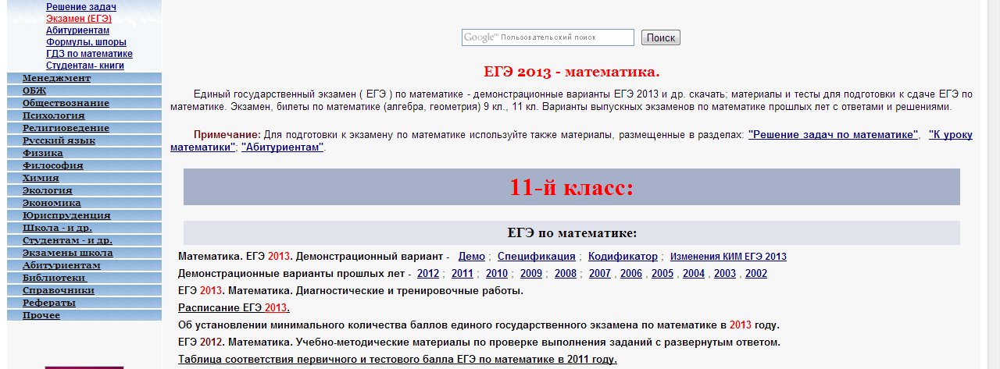 Решение задач
Экзамен (ЕГЭ)
Абитуриентам
Формулы, шпоры
ГДЗ по математике
Студентам- книги
Менеджмент
ОБЖ
Обществознание
Психология
Религиоведение
Русский язык
Физика
Философия
Химия
Экология
Экономика
Юриспруденция
Школа - и др.
Студентам - и др.
Экзамены школа
Абитуриентам
Библиотеки
Справочники
Рефераты
Прочее
Google™ Пользовательский поиск
Поиск
ЕГЭ 2013 - математика.
Единый государственный экзамен ( ЕГЭ ) по математике - демонстрационные варианты ЕГЭ 2013 и др. скачать; материалы и тесты для подготовки к сдаче ЕГЭ по
математике. Экзамен, билеты по математике (алгебра, геометрия) 9 кл., 11 кл. Варианты выпускных экзаменов по математике прошлых лет с ответами и решениями.
Примечание: Для подготовки к экзамену по математике используйте также материалы, размещенные в разделах: "Решение задач по математике", "К уроку
математики"; "Абитуриентам".
11-й класс:
ЕГЭ по математике:
Математика. ЕГЭ 2013. Демонстрационный вариант - Демо ; Спецификация ; Кодификатор ; Изменения КИМ ЕГЭ 2013
Демонстрационные варианты прошлых лет - 2012 ; 2011 ; 2010 ; 2009 ; 2008 ; 2007 , 2006 , 2005 , 2004 , 2003 , 2002
ЕГЭ 2013. Математика. Диагностические и тренировочные работы.
Расписание ЕГЭ 2013.
Об установлении минимального количества баллов единого государственного экзамена по математике в 2013 году.
ЕГЭ 2012. Математика. Учебно-методические материалы по проверке выполнения заданий с развернутым ответом.
Таблица соответствия первичного и тестового балла ЕГЭ по математике в 2011 году.